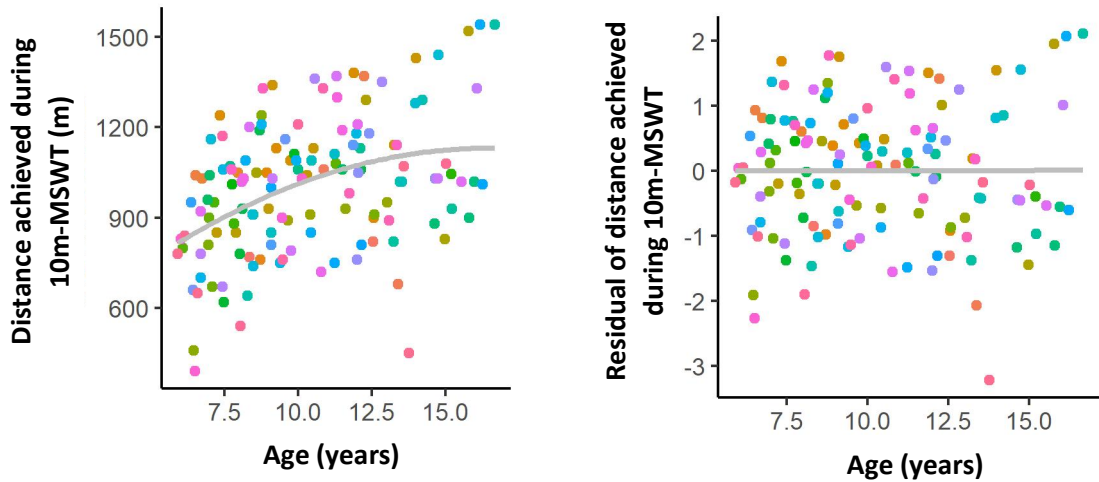 Distance achieved during
10m-MSWT (m)
1500
1200
900
600
7.5 10.0 12.5 15.0
Age (years)
Residual of distance achieved
during 10m-MSWT
2
1
0
-1
-2
-3
7.5 10.0 12.5 15.0
Age (years)